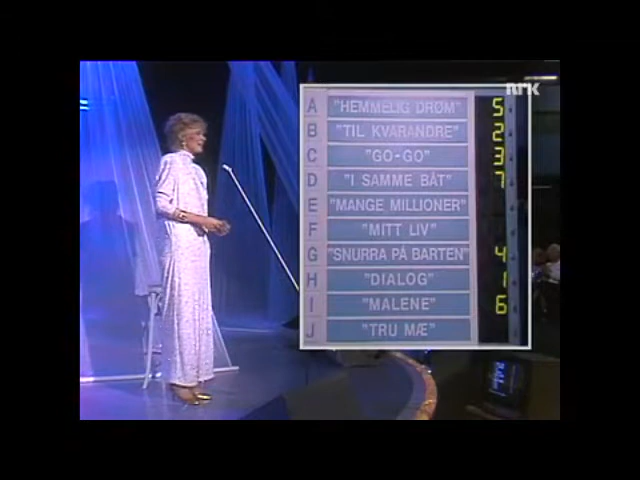 NRK
A "HEMMELIG DRØM" 5
B "TIL KVARANDRE" 2
C "GO-GO" 3
D "I SAMME BÅT" 7
E "MANGE MILLIONER"
F "MITT LIV"
G "SNURRA PÅ BARTEN" 4
H "DIALOG" 1
I "MALENE" 6
J "TRU MÆ"